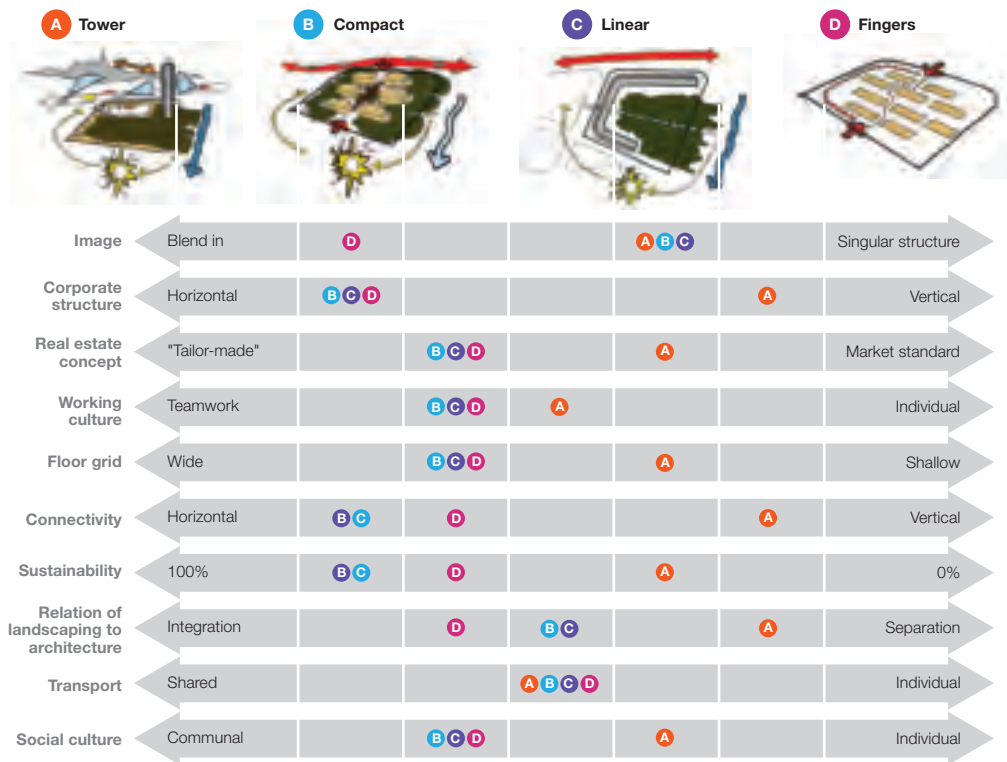 A Tower B Compact C Linear D Fingers
Image Blend in D A B C Singular structure
Corporate
structure Horizontal B C D A Vertical
Real estate
concept "Tailor-made" B C D A Market standard
Working
culture Teamwork B C D A Individual
Floor grid Wide B C D A Shallow
Connectivity Horizontal B C D A Vertical
Sustainability 100% B C D A 0%
Relation of
landscaping to
architecture Integration D B C A Separation
Transport Shared A B C D Individual
Social culture Communal B C D A Individual